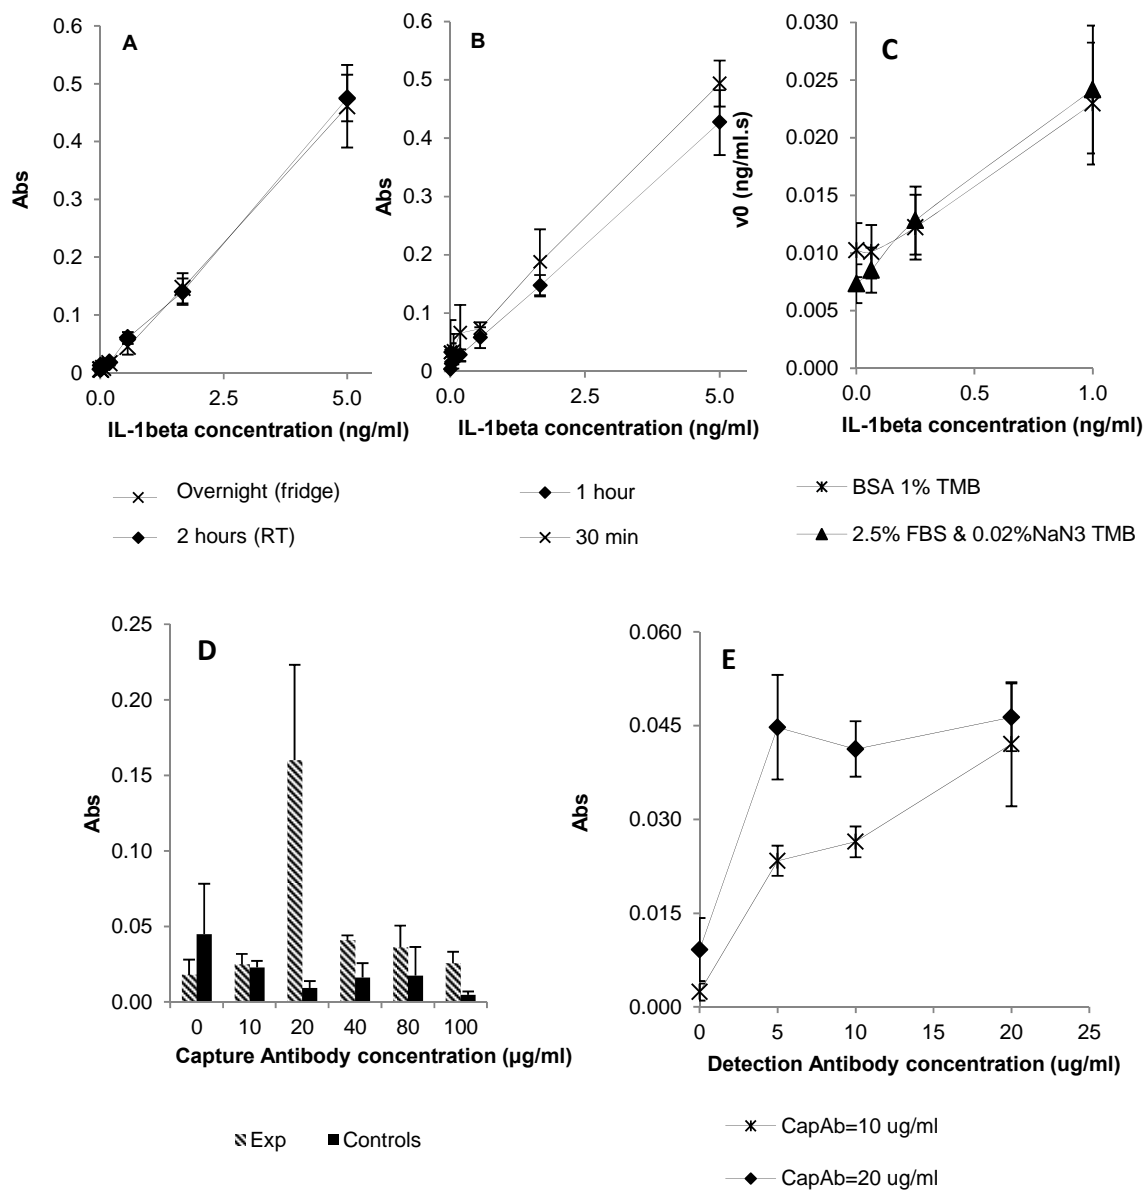 A
0.6
0.5
0.4
0.3
0.2
0.1
0
Abs
0.0
2.5
5.0
IL-1beta concentration (ng/ml)
Overnight (fridge)
2 hours (RT)
B
0.6
0.5
0.4
0.3
0.2
0.1
0
Abs
0.0
2.5
5.0
IL-1beta concentration (ng/ml)
1 hour
30 min
C
0.030
0.025
0.020
0.015
0.010
0.005
0.000
v0 (ng/ml.s)
0.0
0.5
1.0
IL-1beta concentration (ng/ml)
BSA 1% TMB
2.5% FBS & 0.02%NaN3 TMB
D
0.25
0.20
0.15
0.10
0.05
0.00
Abs
0
10
20
40
80
100
Capture Antibody concentration (µg/ml)
Exp
Controls
E
0.060
0.045
0.030
0.015
0.000
Abs
0
5
10
15
20
25
Detection Antibody concentration (ug/ml)
CapAb=10 ug/ml
CapAb=20 ug/ml